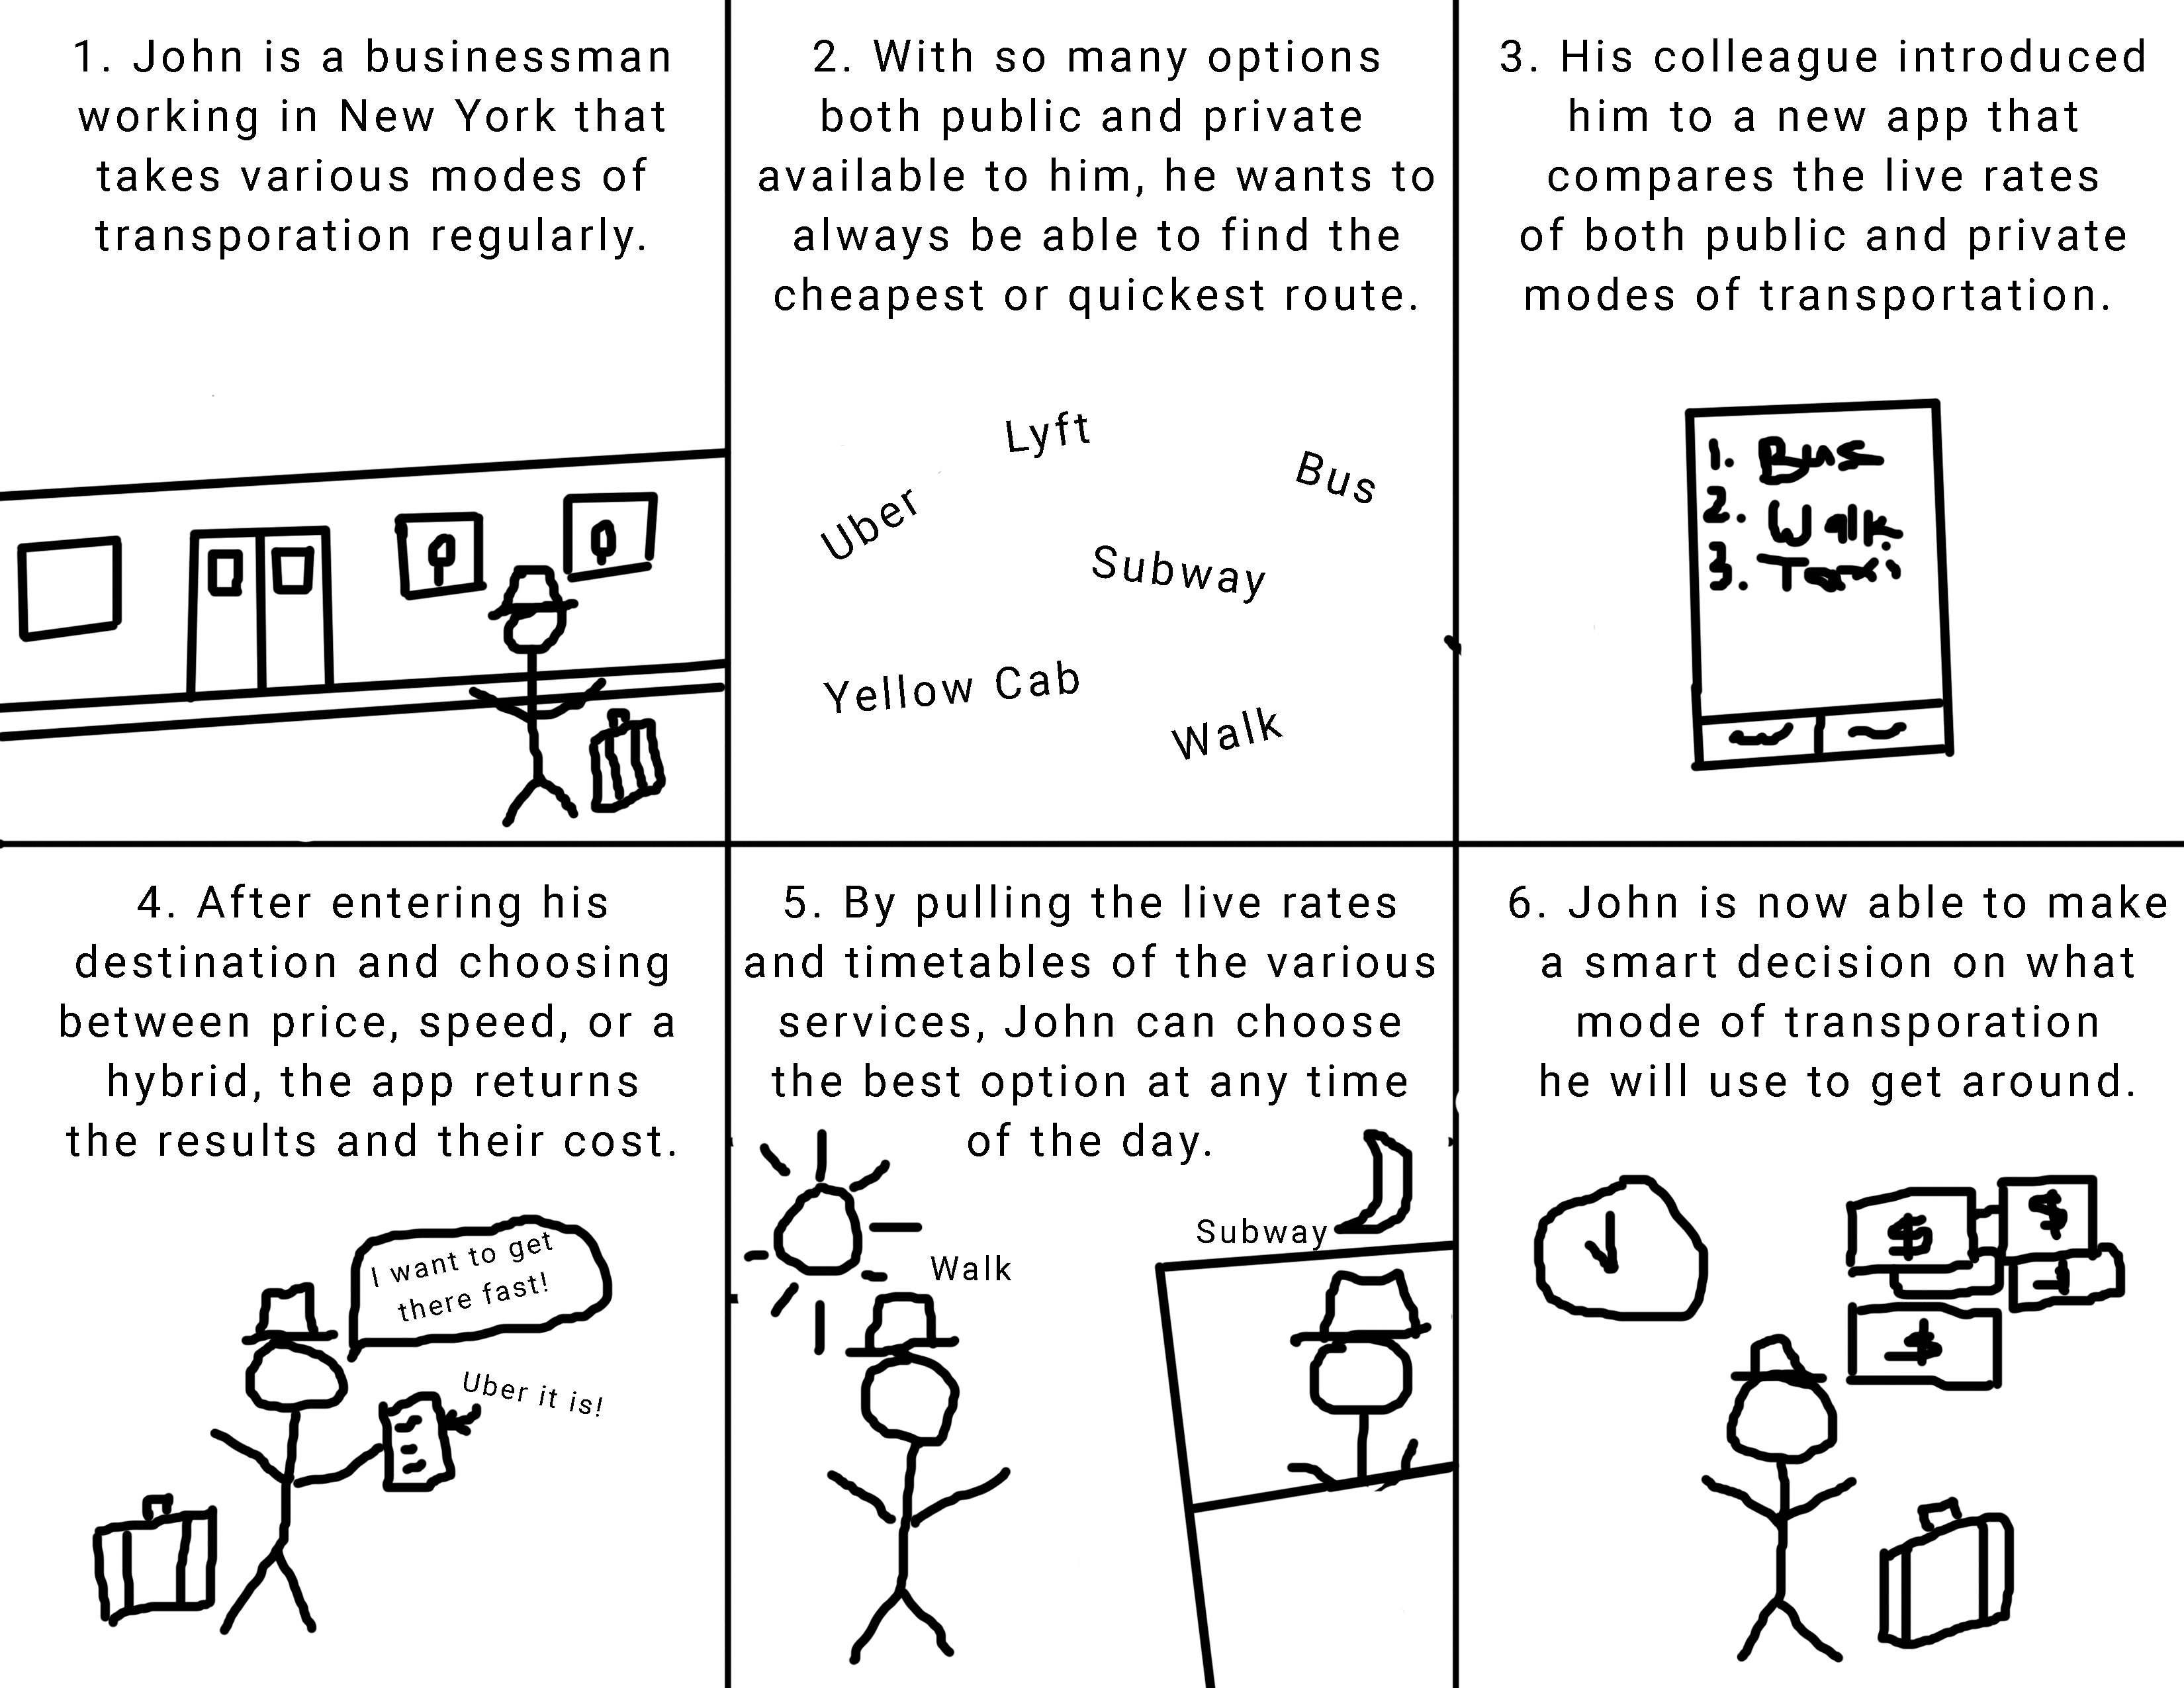 1. John is a businessman
working in New York that
takes various modes of
transporation regularly.
2. With so many options
both public and private
available to him, he wants to
always be able to find the
cheapest or quickest route.
Lyft
Bus
Uber
Subway
Yellow Cab
Walk
3. His colleague introduced
him to a new app that
compares the live rates
of both public and private
modes of transportation.
1. Bus
2. Walk
3. Taxi
4. After entering his
destination and choosing
between price, speed, or a
hybrid, the app returns
the results and their cost.
I want to get
there fast!
Uber it is!
5. By pulling the live rates
and timetables of the various
services, John can choose
the best option at any time
of the day.
Subway
Walk
6. John is now able to make
a smart decision on what
mode of transporation
he will use to get around.
$
$
$